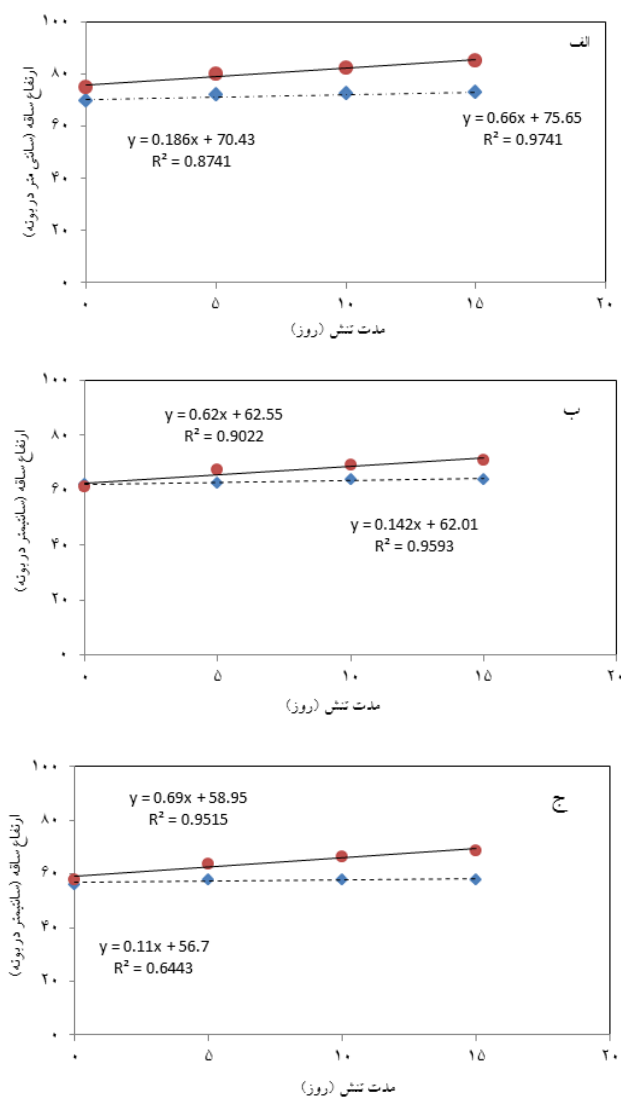 الف
ارتفاع ساقه (سانتی متر در بوته)
۱۰۰
۸۰
۶۰
۴۰
۲۰
۰
y = 0.186x + 70.43
R² = 0.8741
y = 0.66x + 75.65
R² = 0.9741
۰ ۵ ۱۰ ۱۵ ۲۰
مدت تنش (روز)
ب
ارتفاع ساقه (سانتیمتر در بوته)
۱۰۰
۸۰
۶۰
۴۰
۲۰
۰
y = 0.62x + 62.55
R² = 0.9022
y = 0.142x + 62.01
R² = 0.9593
۰ ۵ ۱۰ ۱۵ ۲۰
مدت تنش (روز)
ج
ارتفاع ساقه (سانتیمتر در بوته)
۱۰۰
۸۰
۶۰
۴۰
۲۰
۰
y = 0.69x + 58.95
R² = 0.9515
y = 0.11x + 56.7
R² = 0.6443
۰ ۵ ۱۰ ۱۵ ۲۰
مدت تنش (روز)